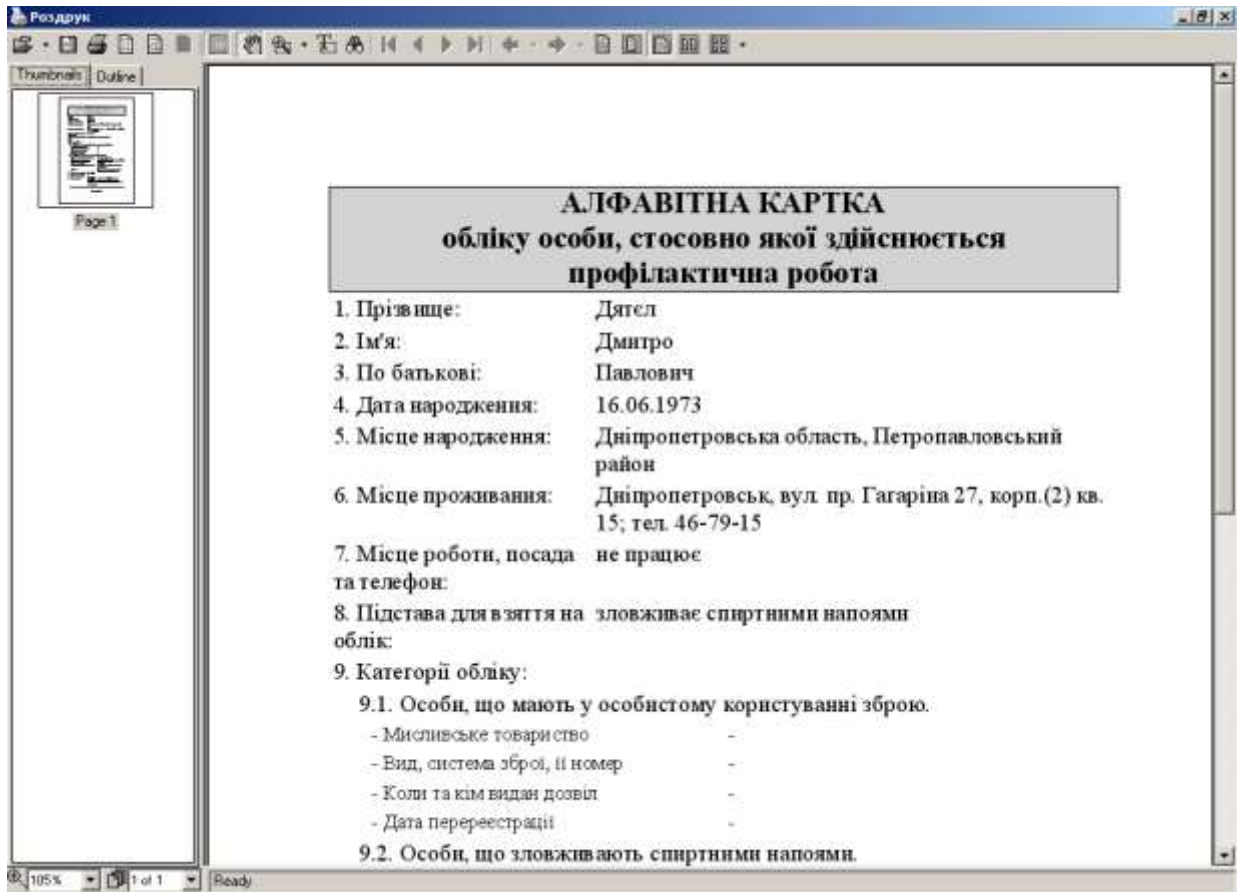 Роздрук
Thumbnails Outline
Page 1
АЛФАВІТНА КАРТКА
обліку особи, стосовно якої здійснюється
профілактична робота
1. Прізвище: Дятєл
2. Ім'я: Дмитро
3. По батькові: Павлович
4. Дата народження: 16.06.1973
5. Місце народження: Дніпропетровська область, Петропавловський
район
6. Місце проживання: Дніпропетровськ, вул. пр. Гагаріна 27, корп.(2) кв.
15; тел. 46-79-15
7. Місце роботи, посада не працює
та телефон:
8. Підстава для взяття на зловживає спиртними напоями
облік:
9. Категорії обліку:
9.1. Особи, що мають у особистому користуванні зброю.
- Мисливське товариство -
- Вид, система зброї, її номер -
- Коли та кім видан дозвіл -
- Дата перереєстрації -
9.2. Особи, що зловживають спиртними напоями.
105% 1 of 1 Ready